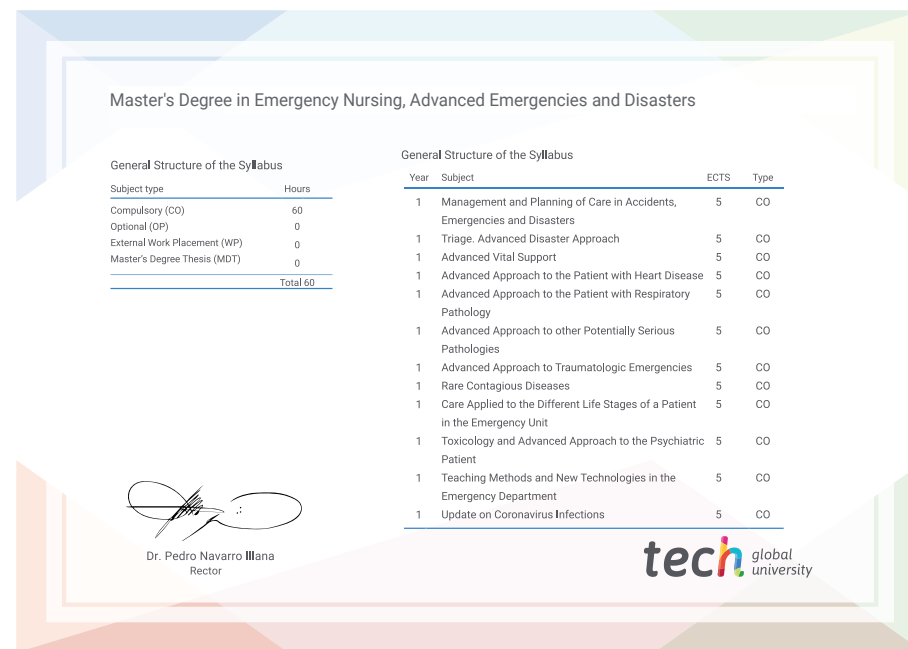 Master's Degree in Emergency Nursing, Advanced Emergencies and Disasters
General Structure of the Syllabus
Subject type Hours
Compulsory (CO) 60
Optional (OP) 0
External Work Placement (WP) 0
Master's Degree Thesis (MDT) 0
Total 60
General Structure of the Syllabus
Year Subject ECTS Type
1 Management and Planning of Care in Accidents, 5 CO
Emergencies and Disasters
1 Triage. Advanced Disaster Approach 5 CO
1 Advanced Vital Support 5 CO
1 Advanced Approach to the Patient with Heart Disease 5 CO
1 Advanced Approach to the Patient with Respiratory 5 CO
Pathology
1 Advanced Approach to other Potentially Serious 5 CO
Pathologies
1 Advanced Approach to Traumatologic Emergencies 5 CO
1 Rare Contagious Diseases 5 CO
1 Care Applied to the Different Life Stages of a Patient 5 CO
in the Emergency Unit
1 Toxicology and Advanced Approach to the Psychiatric 5 CO
Patient
1 Teaching Methods and New Technologies in the 5 CO
Emergency Department
1 Update on Coronavirus Infections 5 CO
Dr. Pedro Navarro Illana
Rector
tech global
university